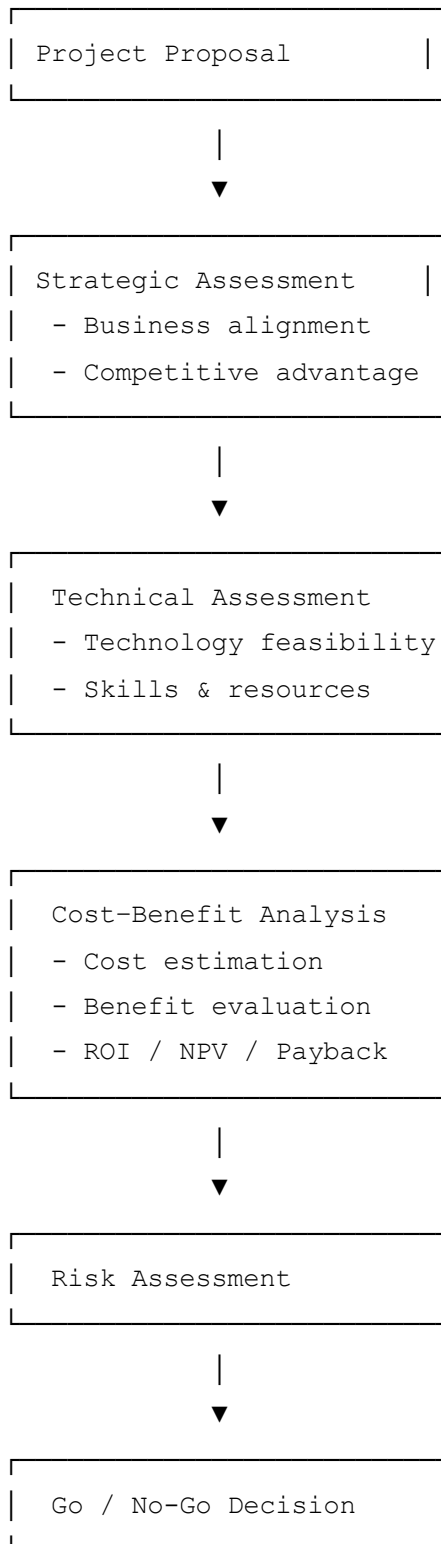 Project Proposal
Strategic Assessment
- Business alignment
- Competitive advantage
Technical Assessment
- Technology feasibility
- Skills & resources
Cost–Benefit Analysis
- Cost estimation
- Benefit evaluation
- ROI / NPV / Payback
Risk Assessment
Go / No-Go Decision